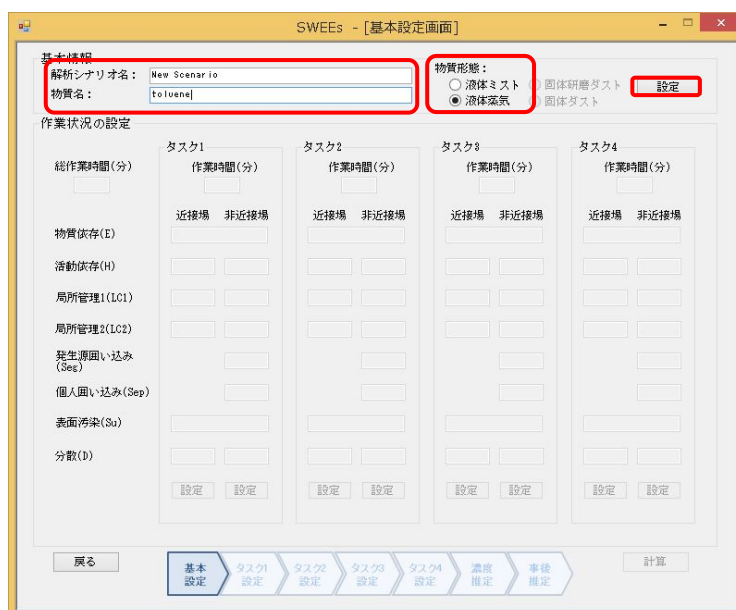 SWEEs - [基本設定画面]
基本情報
解析シナリオ名: New Scenario
物質名: toluene
物質形態:
液体ミスト 固体研磨ダスト
液体蒸気 固体ダスト
設定
作業状況の設定
タスク1 タスク2 タスク3 タスク4
総作業時間(分) 作業時間(分) 作業時間(分) 作業時間(分) 作業時間(分)
近接場 非近接場 近接場 非近接場 近接場 非近接場 近接場 非近接場
物質依存(E)
活動依存(H)
局所管理1(LC1)
局所管理2(LC2)
発生源囲い込み
(Seg)
個人囲い込み(Sep)
表面汚染(Su)
分散(D)
設定 設定 設定 設定 設定 設定 設定 設定
戻る
基本 タスク1 タスク2 タスク3 タスク4 濃度 事後
設定 設定 設定 設定 設定 推定 推定
計算